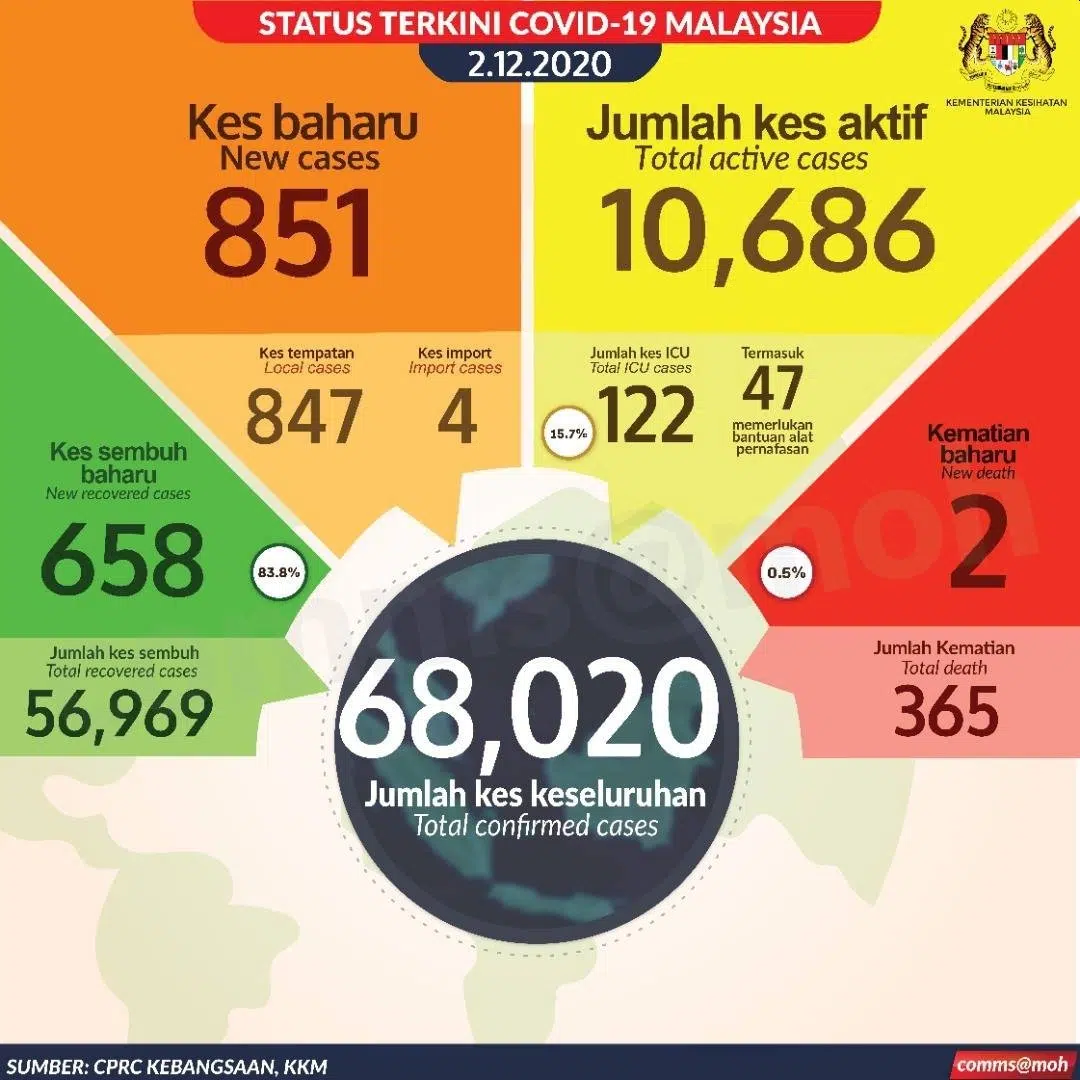 STATUS TERKINI COVID-19 MALAYSIA
2.12.2020
KEMENTERIAN KESIHATAN
MALAYSIA
Kes baharu
New cases
851
Kes tempatan
Local cases
847
Kes import
Import cases
4
Jumlah kes aktif
Total active cases
10,686
Jumlah kes ICU
Total ICU cases
122
15.7%
Termasuk
47
memerlukan
bantuan alat
pernafasan
Kes sembuh
baharu
New recovered cases
658
83.8%
Jumlah kes sembuh
Total recovered cases
56,969
Kematian
baharu
New death
2
0.5%
Jumlah Kematian
Total death
365
68,020
Jumlah kes keseluruhan
Total confirmed cases
SUMBER: CPRC KEBANGSAAN, KKM
comms@moh